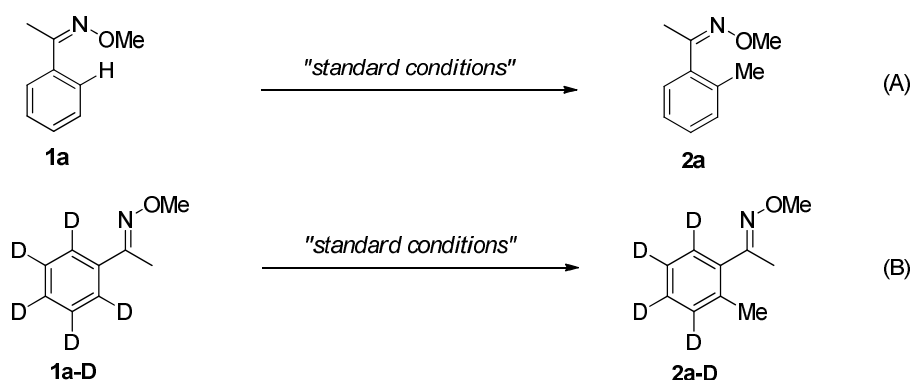 N
OMe
H
"standard conditions"
N
OMe
Me
(A)
1a
2a
OMe
D
N
D
"standard conditions"
D
D
D
1a-D
OMe
D
N
D
(B)
D
Me
D
2a-D